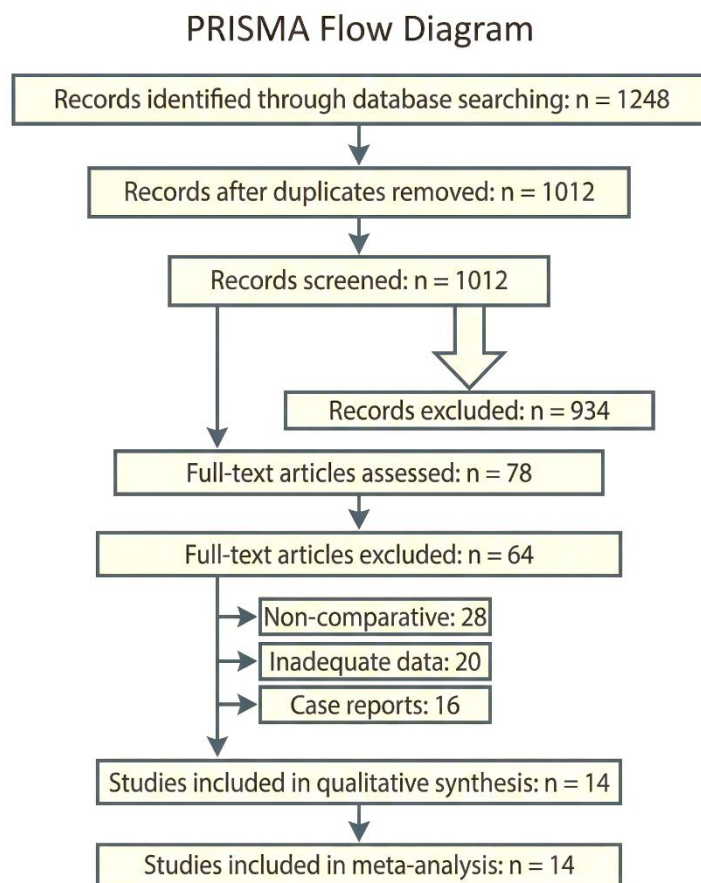 PRISMA Flow Diagram
Records identified through database searching: n = 1248
Records after duplicates removed: n = 1012
Records screened: n = 1012
Records excluded: n = 934
Full-text articles assessed: n = 78
Full-text articles excluded: n = 64
Non-comparative: 28
Inadequate data: 20
Case reports: 16
Studies included in qualitative synthesis: n = 14
Studies included in meta-analysis: n = 14